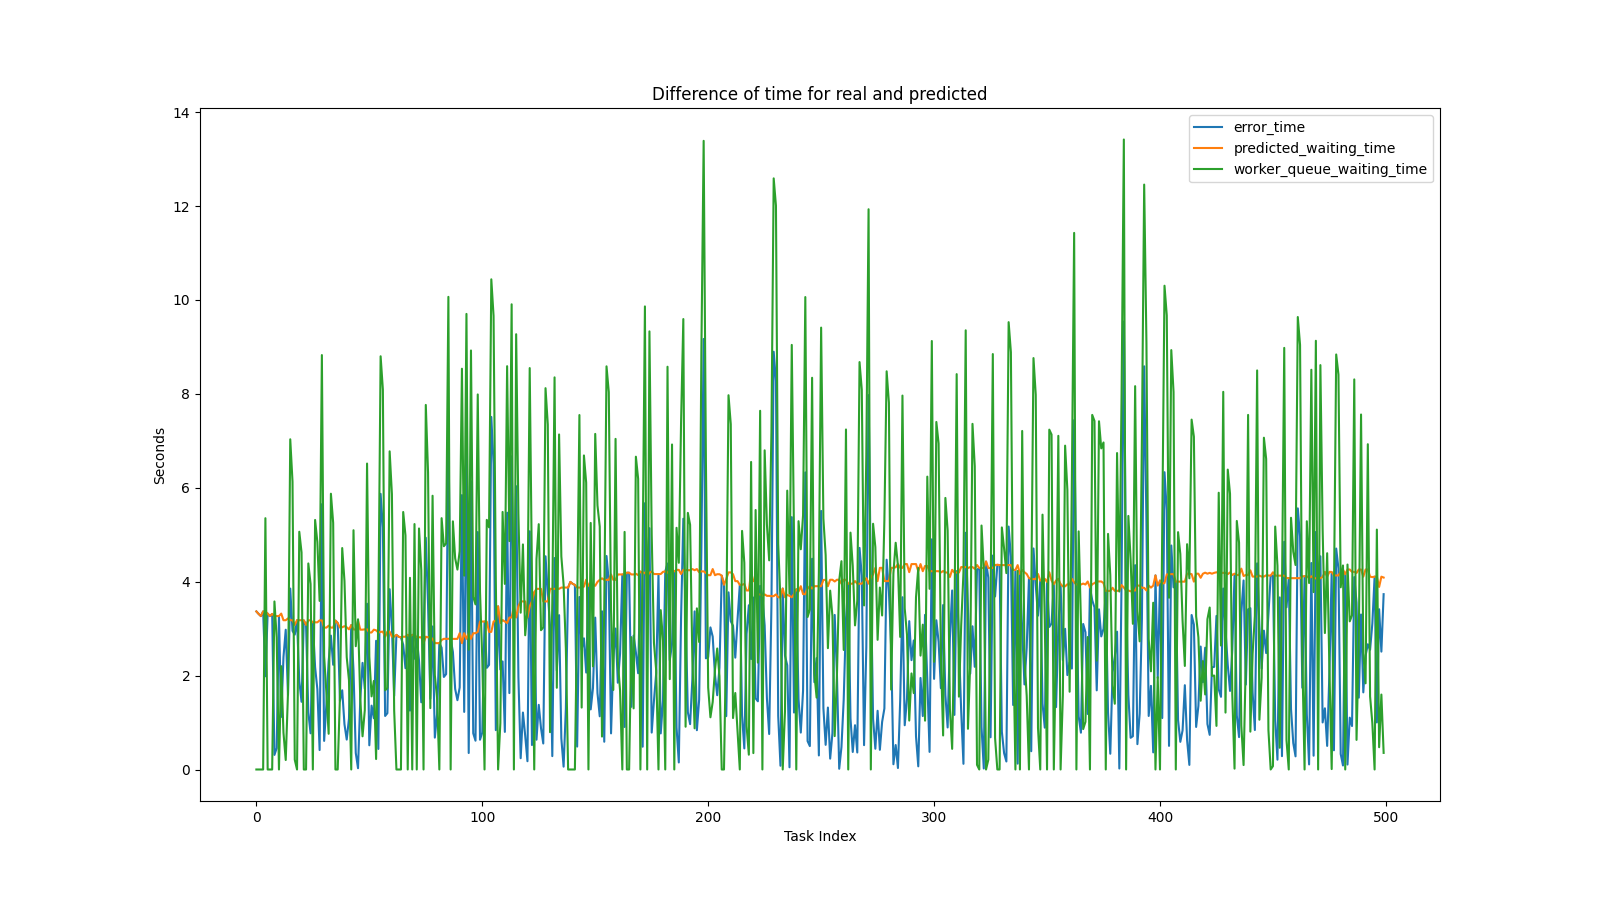 Difference of time for real and predicted
error_time
predicted_waiting_time
worker_queue_waiting_time
14
12
10
8
6
4
2
0
Seconds
0 100 200 300 400 500
Task Index